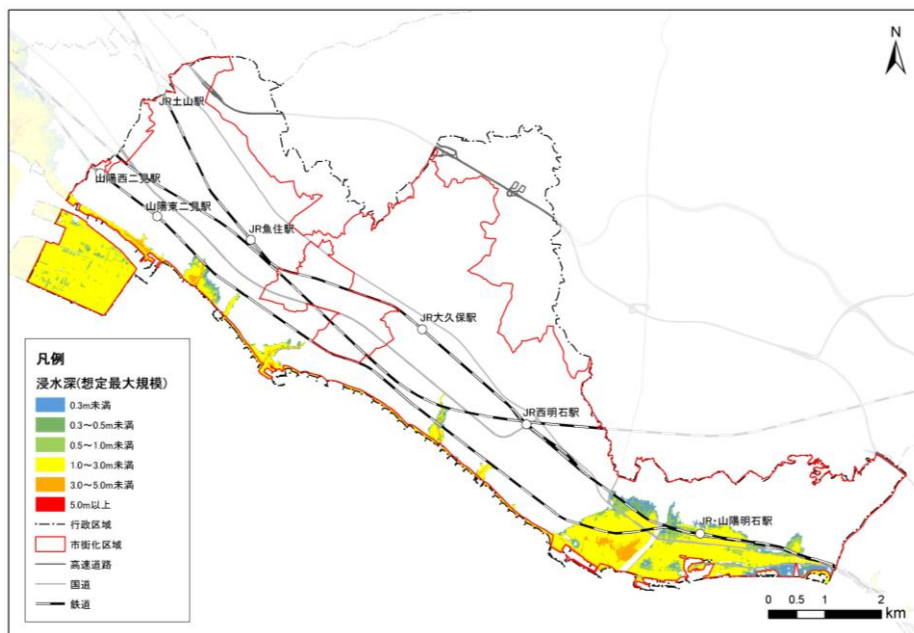 N
JR土山駅
山陽西二見駅
山陽東二見駅
JR魚住駅
JR大久保駅
JR西明石駅
JR・山陽明石駅
凡例
浸水深(想定最大規模)
0.3m未満
0.3～0.5m未満
0.5～1.0m未満
1.0～3.0m未満
3.0～5.0m未満
5.0m以上
行政区域
市街化区域
高速道路
国道
鉄道
0 0.5 1 2
km